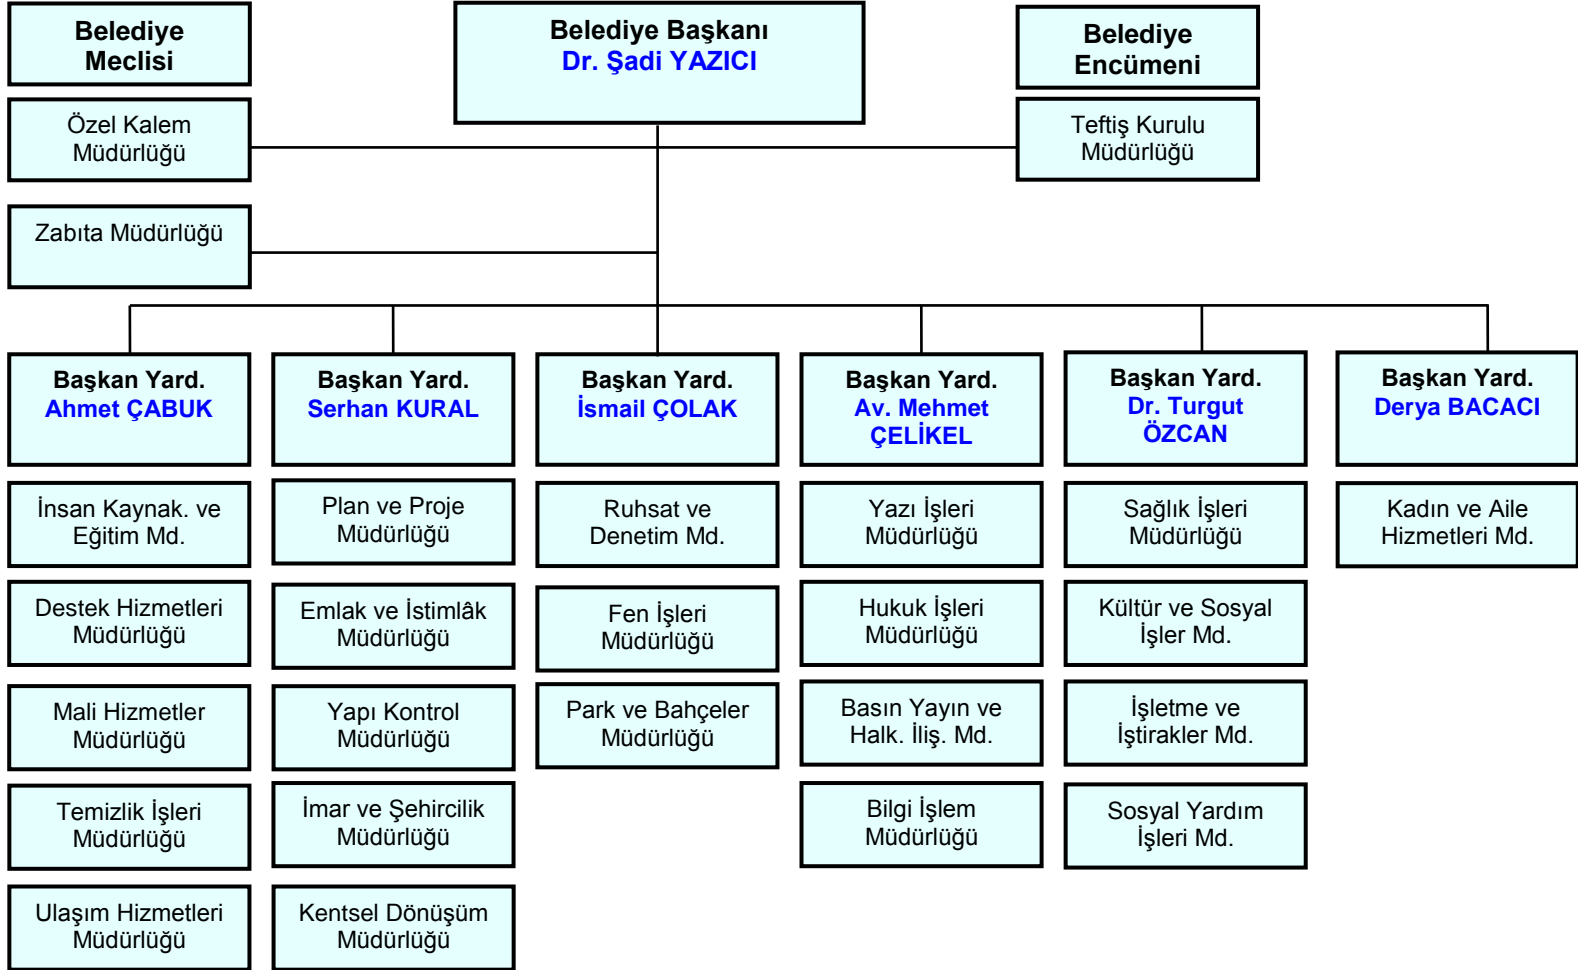 Belediye
Meclisi
Belediye Başkanı
Dr. Şadi YAZICI
Belediye
Encümeni
Özel Kalem
Müdürlüğü
Teftiş Kurulu
Müdürlüğü
Zabıta Müdürlüğü
Başkan Yard.
Ahmet ÇABUK
Başkan Yard.
Serhan KURAL
Başkan Yard.
İsmail ÇOLAK
Başkan Yard.
Av. Mehmet
ÇELİKEL
Başkan Yard.
Dr. Turgut
ÖZCAN
Başkan Yard.
Derya BACACI
İnsan Kaynak. ve
Eğitim Md.
Plan ve Proje
Müdürlüğü
Ruhsat ve
Denetim Md.
Yazı İşleri
Müdürlüğü
Sağlık İşleri
Müdürlüğü
Kadın ve Aile
Hizmetleri Md.
Destek Hizmetleri
Müdürlüğü
Emlak ve İstimlâk
Müdürlüğü
Fen İşleri
Müdürlüğü
Hukuk İşleri
Müdürlüğü
Kültür ve Sosyal
İşler Md.
Mali Hizmetler
Müdürlüğü
Yapı Kontrol
Müdürlüğü
Park ve Bahçeler
Müdürlüğü
Basın Yayın ve
Halk. İliş. Md.
İşletme ve
İştirakler Md.
Temizlik İşleri
Müdürlüğü
İmar ve Şehircilik
Müdürlüğü
Bilgi İşlem
Müdürlüğü
Sosyal Yardım
İşleri Md.
Ulaşım Hizmetleri
Müdürlüğü
Kentsel Dönüşüm
Müdürlüğü